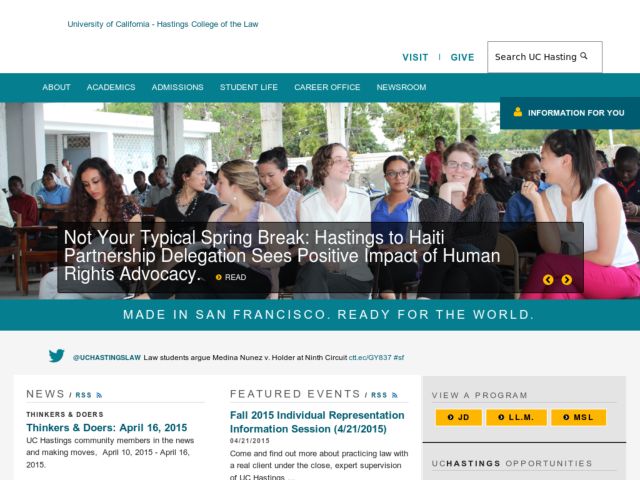 University of California - Hastings College of the Law
VISIT | GIVE
Search UC Hasting
ABOUT ACADEMICS ADMISSIONS STUDENT LIFE CAREER OFFICE NEWSROOM
INFORMATION FOR YOU
Not Your Typical Spring Break: Hastings to Haiti
Partnership Delegation Sees Positive Impact of Human
Rights Advocacy. READ
MADE IN SAN FRANCISCO. READY FOR THE WORLD.
@UCHASTINGSLAW Law students argue Medina Nunez v. Holder at Ninth Circuit ctl.ec/GY837 #sf
NEWS / RSS
THINKERS & DOERS
Thinkers & Doers: April 16, 2015
UC Hastings community members in the news
and making moves, April 10, 2015 - April 16,
2015.
FEATURED EVENTS / RSS
Fall 2015 Individual Representation
Information Session (4/21/2015)
04/21/2015
Come and find out more about practicing law with
a real client under the close, expert supervision
of UC Hastings ...
VIEW A PROGRAM
JD LL.M. MSL
UCHASTINGS OPPORTUNITIES